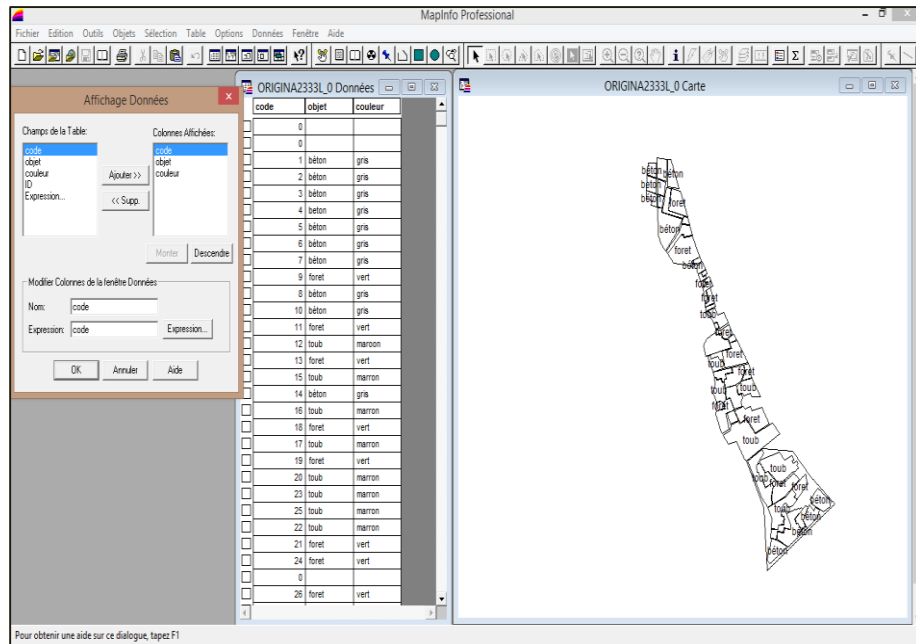 MapInfo Professional
Fichier Edition Outils Objets Sélection Table Options Données Fenêtre Aide
Affichage Données
Champs de la Table:
code
objet
couleur
ID
Expression...
Ajouter >>
<< Supp.
Colonnes Affichées:
code
objet
couleur
Monter Descendre
Modifier Colonnes de la fenêtre Données
Nom: code
Expression: code Expression...
OK Annuler Aide
ORIGINA2333L_0 Données
code objet couleur
0
0
1 béton gris
2 béton gris
3 béton gris
4 beton gris
5 béton gris
6 béton gris
7 béton gris
9 foret vert
8 béton gris
10 béton gris
11 foret vert
12 toub maroon
13 foret vert
15 toub marron
14 béton gris
16 toub marron
18 foret vert
17 toub marron
19 foret vert
20 toub marron
23 toub marron
25 toub marron
22 toub marron
21 foret vert
24 foret vert
0
26 foret vert
ORIGINA2333L_0 Carte
béton
béton
béton
béton
foret
béton
foret
béton
foret
foret
toub
foret
foret
toub
foret
toub
toub
foret
foret
toub
toub
toub
foret
foret
toub
béton
béton
béton
béton
Pour obtenir une aide sur ce dialogue, tapez F1